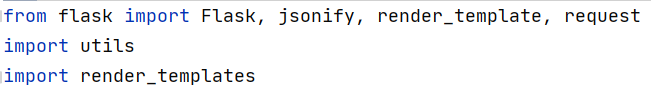 from flask import Flask, jsonify, render_template, request
import utils
import render_templates